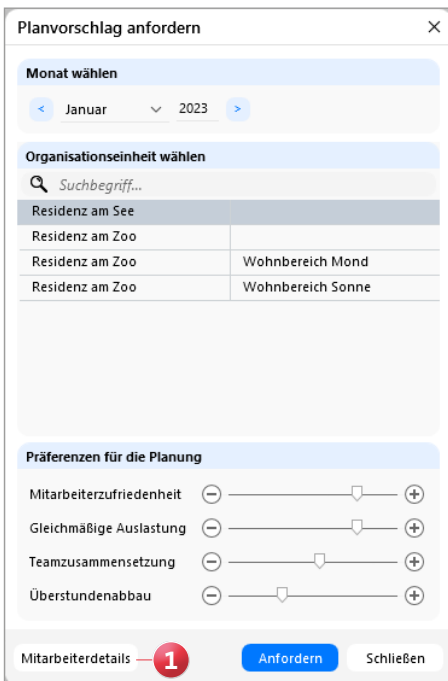 Planvorschlag anfordern
Monat wählen
< Januar 2023 >
Organisationseinheit wählen
Suchbegriff...
Residenz am See
Residenz am Zoo
Residenz am Zoo Wohnbereich Mond
Residenz am Zoo Wohnbereich Sonne
Präferenzen für die Planung
Mitarbeiterzufriedenheit
Gleichmäßige Auslastung
Teamzusammensetzung
Überstundenabbau
Mitarbeiterdetails 1 Anfordern Schließen